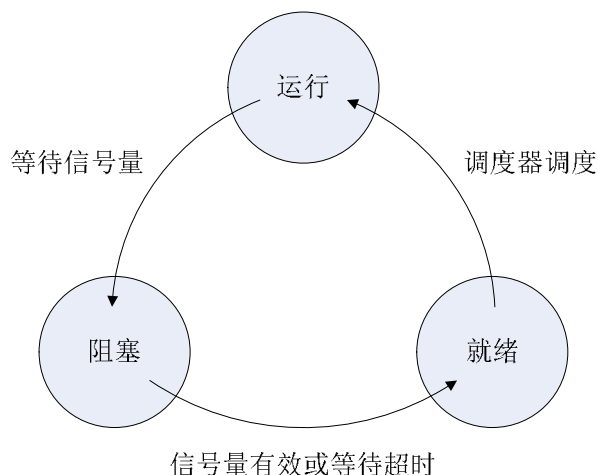 运行
等待信号量
调度器调度
阻塞
就绪
信号量有效或等待超时